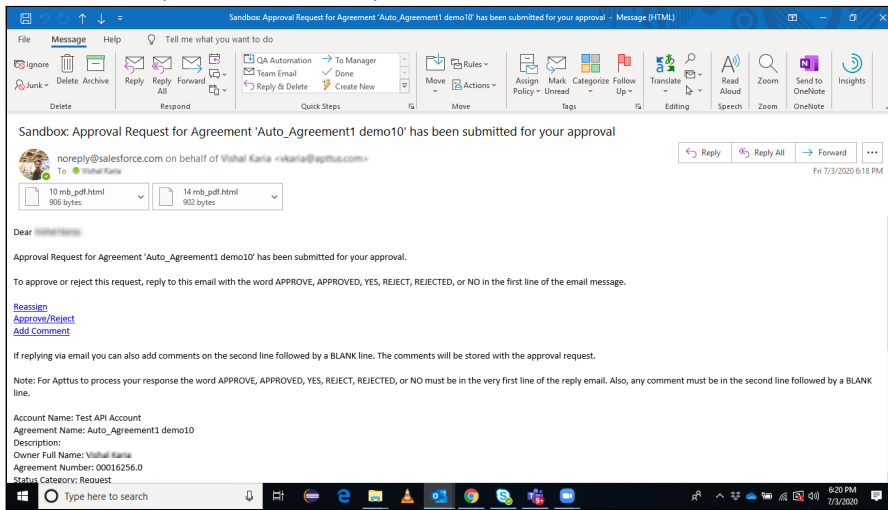 Sandbox: Approval Request for Agreement 'Auto_Agreement1 demo10' has been submitted for your approval - Message (HTML)
File Message Help Tell me what you want to do
Ignore
Junk
Delete
Archive
Reply
Reply All
Forward
QA Automation
To Manager
Team Email
Done
Reply & Delete
Create New
Move
Rules
Actions
Assign Policy
Mark Unread
Categorize
Follow Up
Translate
Read Aloud
Zoom
Send to OneNote
Insights
Delete Respond Quick Steps Move Tags Editing Speech Zoom OneNote
Sandbox: Approval Request for Agreement 'Auto_Agreement1 demo10' has been submitted for your approval
noreply@salesforce.com on behalf of
To
Reply Reply All Forward
Fri 7/3/2020 6:18 PM
10 mb_pdf.html
906 bytes
14 mb_pdf.html
902 bytes
Dear
Approval Request for Agreement 'Auto_Agreement1 demo10' has been submitted for your approval.
To approve or reject this request, reply to this email with the word APPROVE, APPROVED, YES, REJECT, REJECTED, or NO in the first line of the email message.
Reassign
Approve/Reject
Add Comment
If replying via email you can also add comments on the second line followed by a BLANK line. The comments will be stored with the approval request.
Note: For Apttus to process your response the word APPROVE, APPROVED, YES, REJECT, REJECTED, or NO must be in the very first line of the reply email. Also, any comment must be in the second line followed by a BLANK
line.
Account Name: Test API Account
Agreement Name: Auto_Agreement1 demo10
Description:
Owner Full Name:
Agreement Number: 00016256.0
Status Category: Request
Type here to search
6:20 PM
7/3/2020